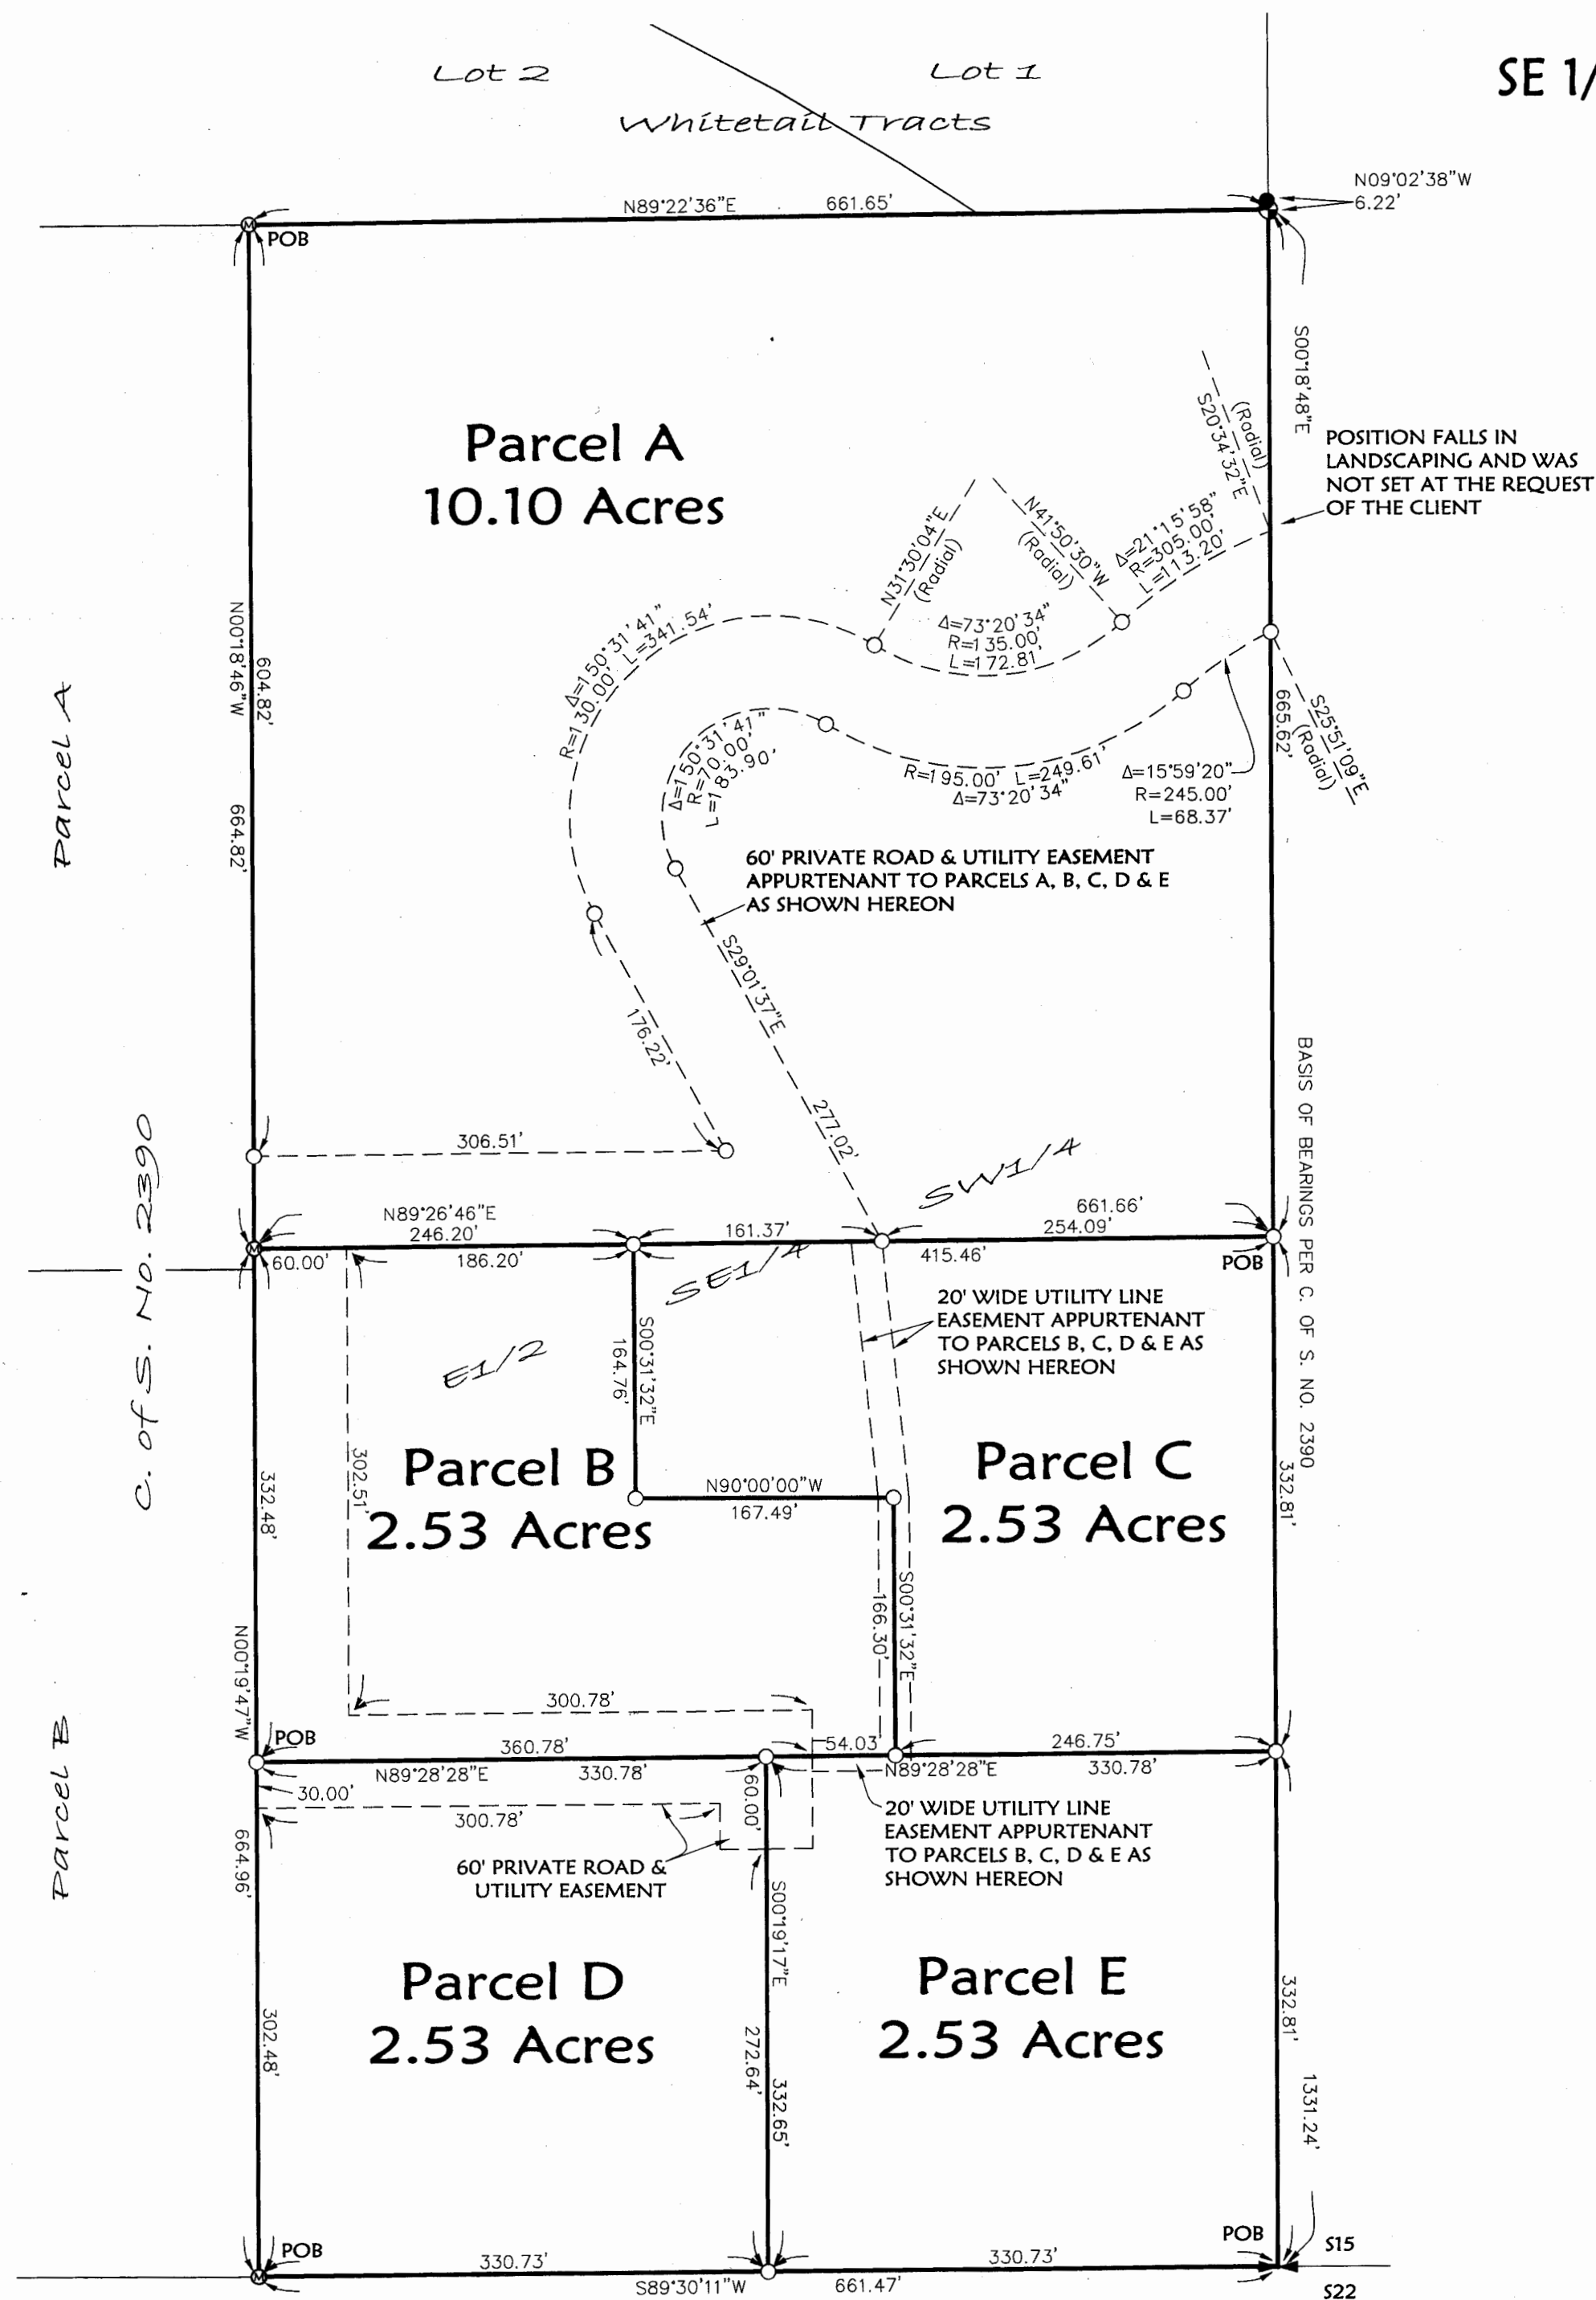 Lot 2
Lot 1
SE 1/
Whitetail Tracts
N09°02'38"W
6.22'
N89°22'36"E 661.65'
POB
S00°18'48"E
Parcel A
10.10 Acres
S20°34'32"E
(Radial)
POSITION FALLS IN
LANDSCAPING AND WAS
NOT SET AT THE REQUEST
OF THE CLIENT
N31°30'04"E
(Radial)
N41°50'30"W
(Radial)
Δ=21°15'58"
R=305.00'
L=113.20'
Δ=73°20'34"
R=135.00'
L=172.81'
Δ=150°31'41"
R=130.00' L=341.54'
N00°18'46"W
604.82'
664.82'
Parcel A
Δ=150°31'41"
R=70.00'
L=183.90'
R=195.00' L=249.61'
Δ=73°20'34"
Δ=15°59'20"
R=245.00'
L=68.37'
665.62'
S25°51'09"E
(Radial)
60' PRIVATE ROAD & UTILITY EASEMENT
APPURTENANT TO PARCELS A, B, C, D & E
AS SHOWN HEREON
S29°01'37"E
277.02'
176.22'
306.51'
BASIS OF BEARINGS PER C. OF S. NO. 2390
C. of S. No. 2390
SW1/4
SE1/4
E1/2
N89°26'46"E
246.20'
161.37'
661.66'
254.09'
60.00'
186.20'
415.46'
POB
20' WIDE UTILITY LINE
EASEMENT APPURTENANT
TO PARCELS B, C, D & E AS
SHOWN HEREON
S00°31'32"E
164.76'
Parcel B
2.53 Acres
Parcel C
2.53 Acres
N90°00'00"W
167.49'
302.51'
332.48'
332.81'
166.30'
S00°31'32"E
N00°19'47"W
300.78'
POB
360.78'
54.03'
246.75'
N89°28'28"E
330.78'
N89°28'28"E
330.78'
30.00'
300.78'
60.00'
60' PRIVATE ROAD &
UTILITY EASEMENT
20' WIDE UTILITY LINE
EASEMENT APPURTENANT
TO PARCELS B, C, D & E AS
SHOWN HEREON
Parcel B
664.96'
S00°19'17"E
Parcel D
2.53 Acres
Parcel E
2.53 Acres
302.48'
272.64'
332.65'
332.81'
1331.24'
POB
330.73'
S89°30'11"W
661.47'
330.73'
POB
S15
S22